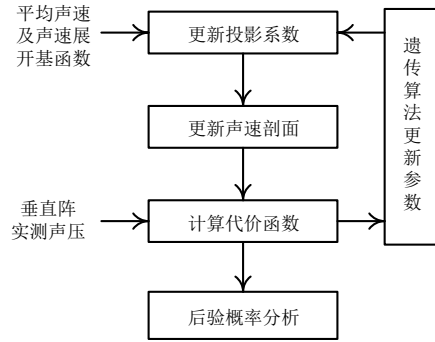 平均声速
及声速展
开基函数
更新投影系数
遗传算法更新参数
更新声速剖面
垂直阵
实测声压
计算代价函数
后验概率分析